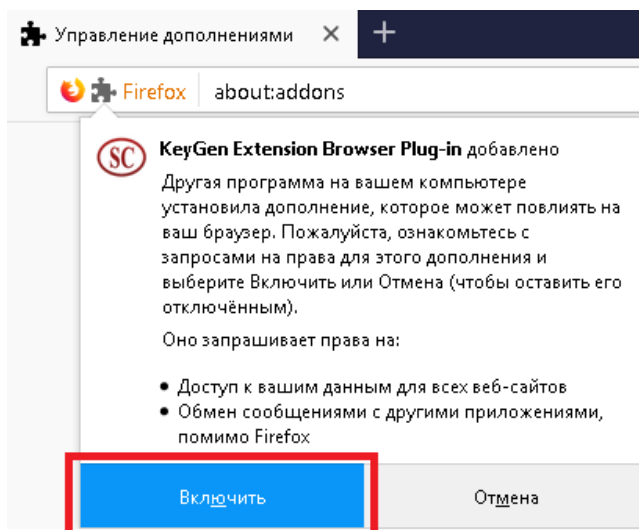 Управление дополнениями
Firefox about:addons
SC
KeyGen Extension Browser Plug-in добавлено
Другая программа на вашем компьютере
установила дополнение, которое может повлиять на
ваш браузер. Пожалуйста, ознакомьтесь с
запросами на права для этого дополнения и
выберите Включить или Отмена (чтобы оставить его
отключённым).
Оно запрашивает права на:
• Доступ к вашим данным для всех веб-сайтов
• Обмен сообщениями с другими приложениями,
помимо Firefox
Включить Отмена